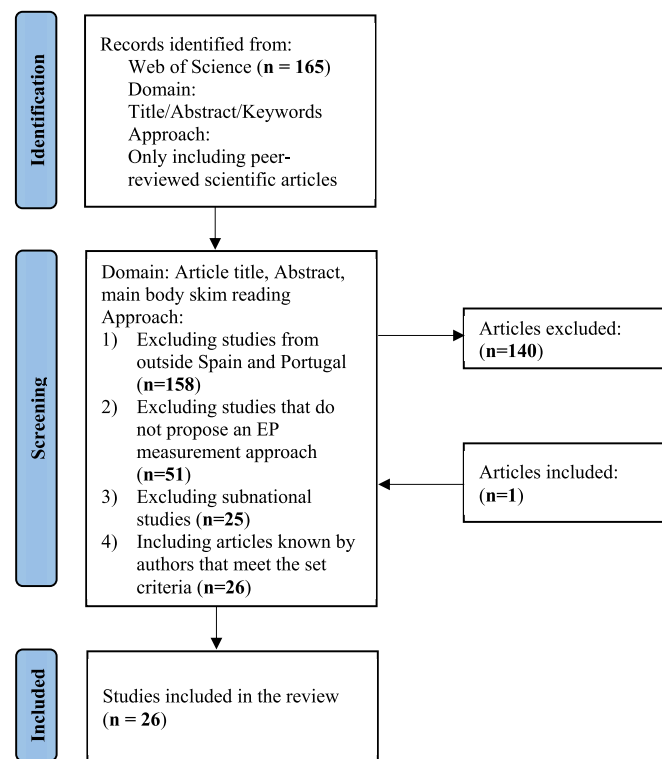 Identification
Records identified from:
Web of Science (n = 165)
Domain:
Title/Abstract/Keywords
Approach:
Only including peer-
reviewed scientific articles
Screening
Domain: Article title, Abstract,
main body skim reading
Approach:
1) Excluding studies from
outside Spain and Portugal
(n=158)
2) Excluding studies that do
not propose an EP
measurement approach
(n=51)
3) Excluding subnational
studies (n=25)
4) Including articles known by
authors that meet the set
criteria (n=26)
Articles excluded:
(n=140)
Articles included:
(n=1)
Included
Studies included in the review
(n = 26)